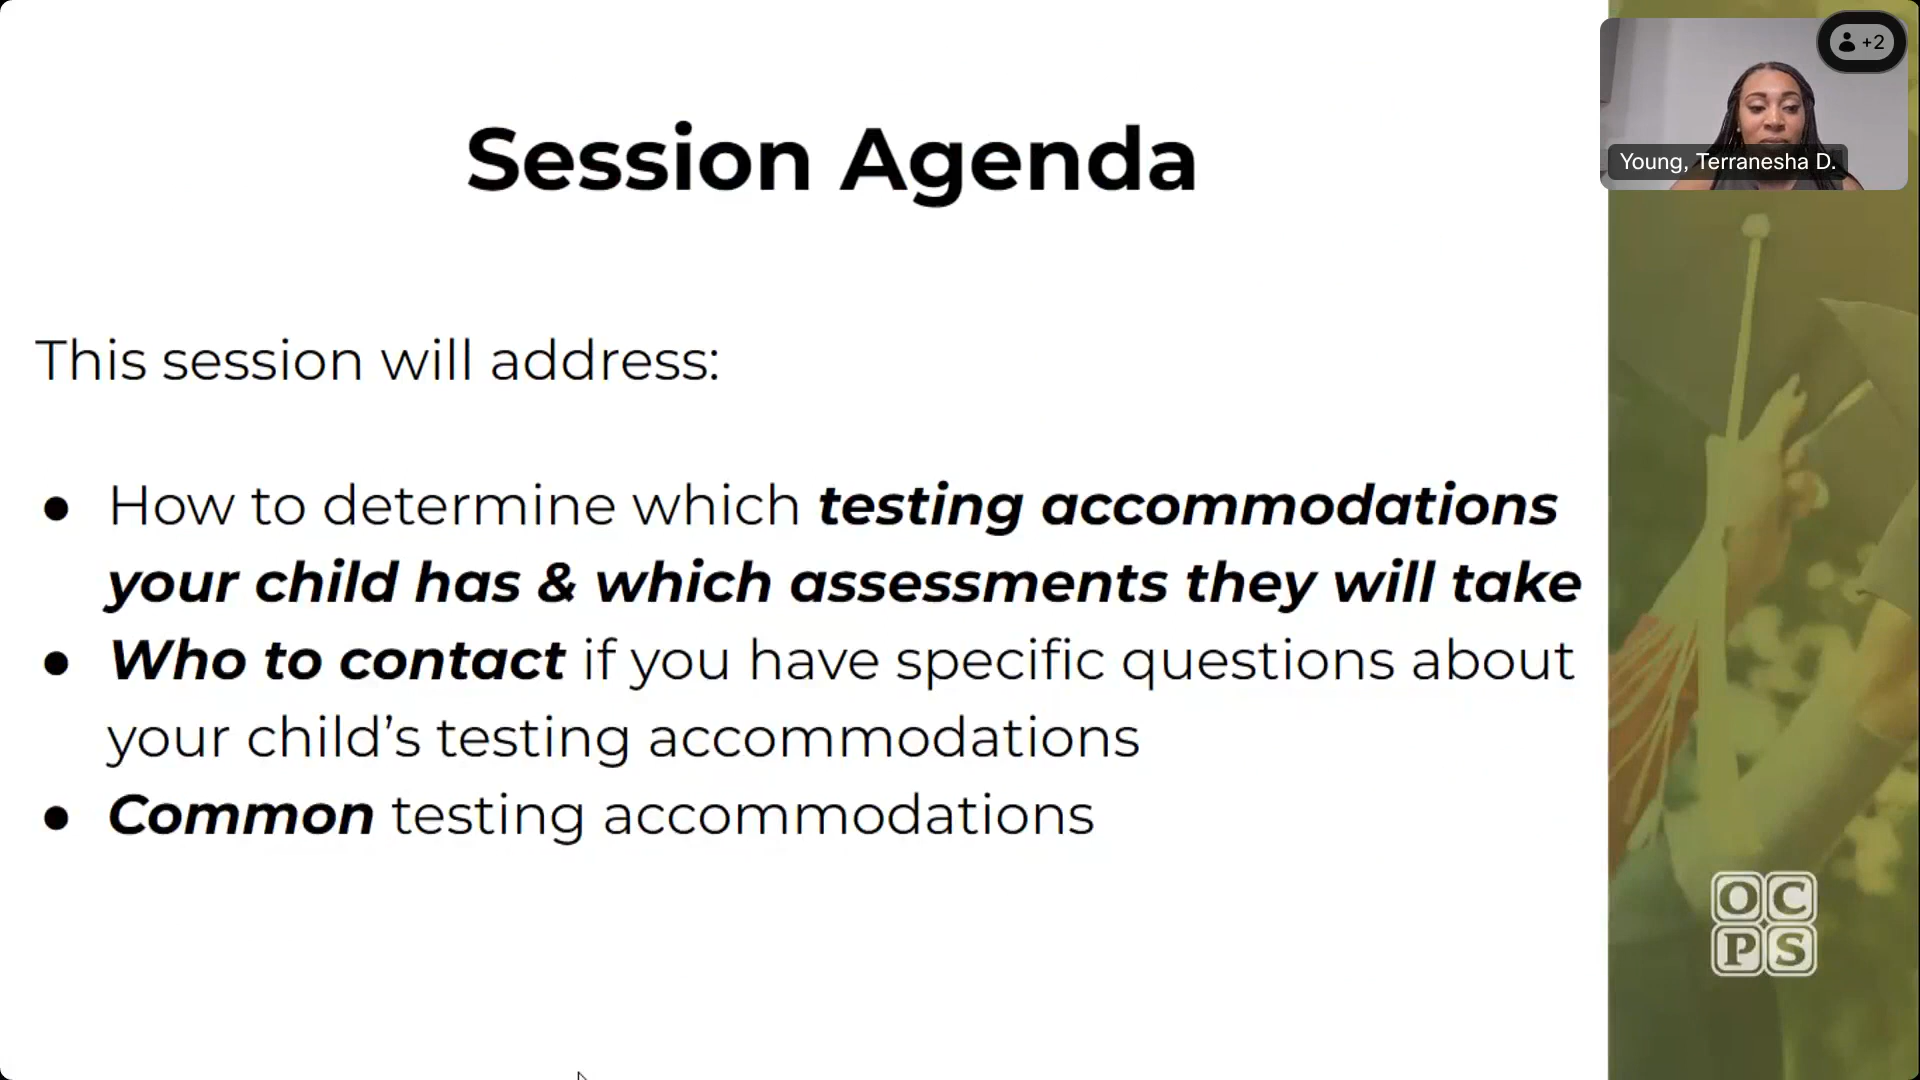 Session Agenda
+2
Young, Terranesha D.
This session will address:
● How to determine which testing accommodations
your child has & which assessments they will take
● Who to contact if you have specific questions about
your child’s testing accommodations
● Common testing accommodations
OC
PS